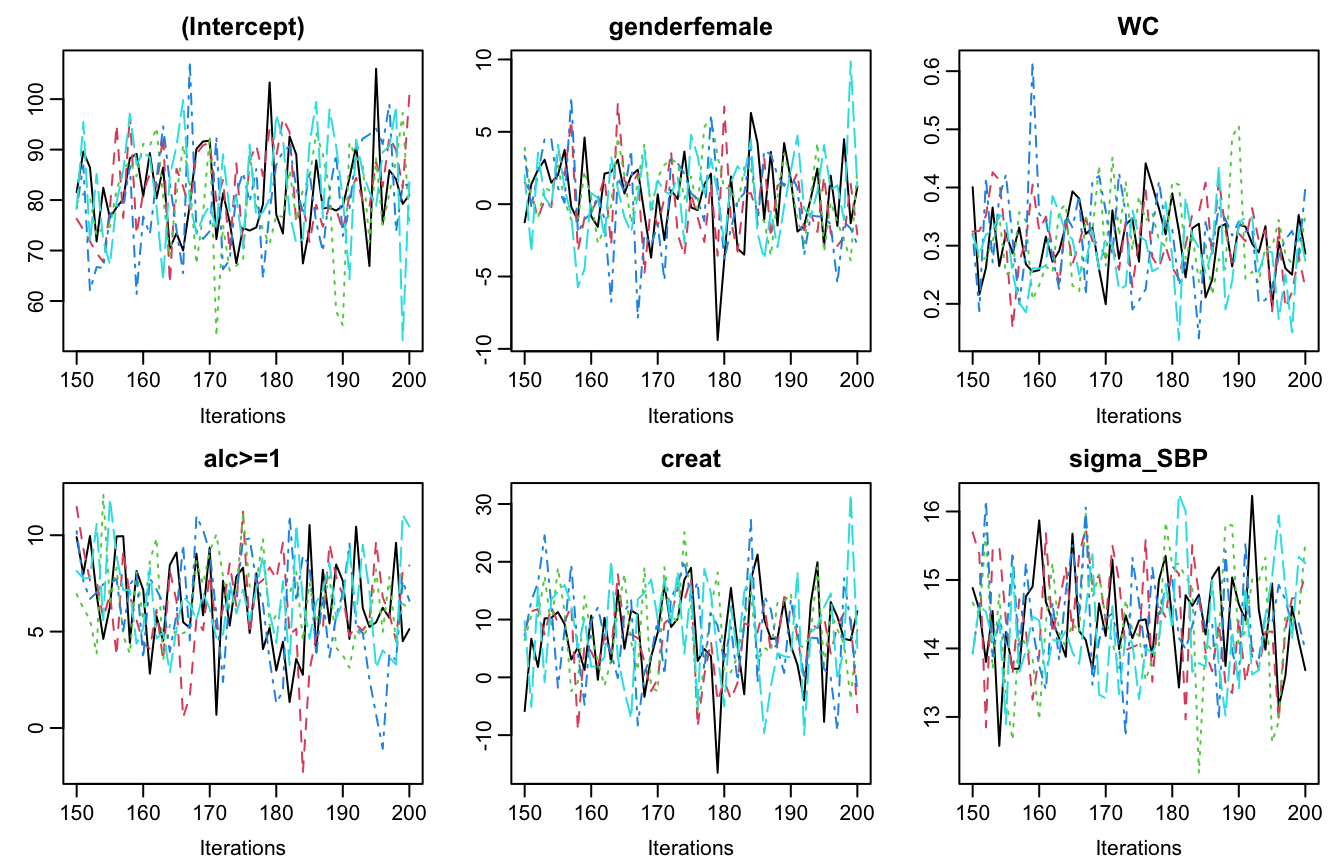 (Intercept) genderfemale WC
100 90 80 70 60
10 5 0 -5 -10
0.6 0.5 0.4 0.3 0.2
150 160 170 180 190 200 150 160 170 180 190 200 150 160 170 180 190 200
Iterations Iterations Iterations
alc>=1 creat sigma_SBP
10 5 0
30 20 10 0 -10
16 15 14 13
150 160 170 180 190 200 150 160 170 180 190 200 150 160 170 180 190 200
Iterations Iterations Iterations